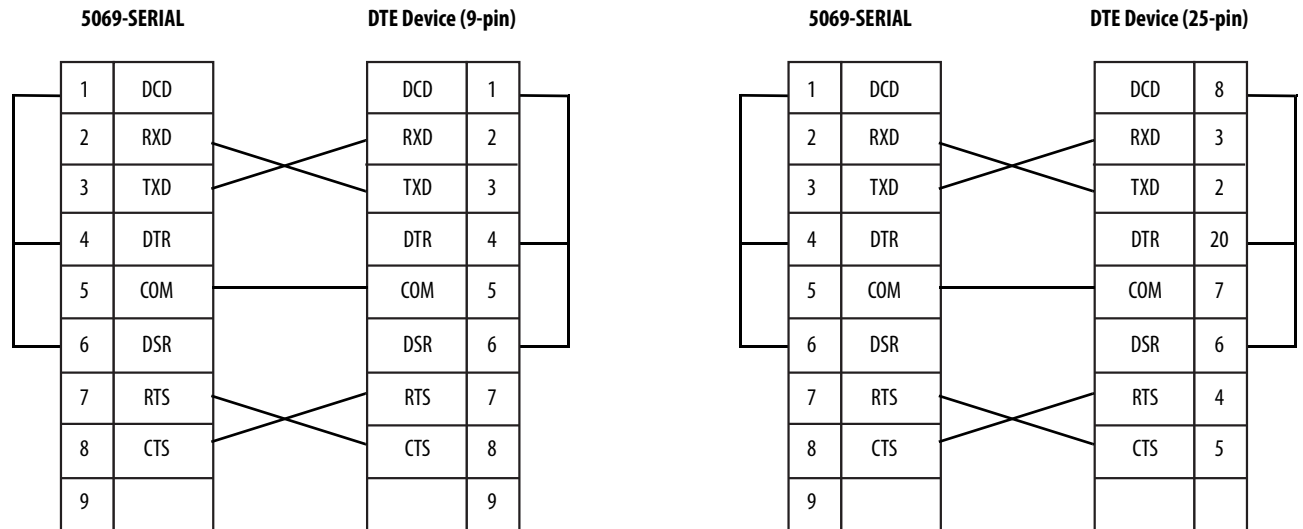 5069-SERIAL DTE Device (9-pin)
1 DCD DCD 1
2 RXD RXD 2
3 TXD TXD 3
4 DTR DTR 4
5 COM COM 5
6 DSR DSR 6
7 RTS RTS 7
8 CTS CTS 8
9 9
5069-SERIAL DTE Device (25-pin)
1 DCD DCD 8
2 RXD RXD 3
3 TXD TXD 2
4 DTR DTR 20
5 COM COM 7
6 DSR DSR 6
7 RTS RTS 4
8 CTS CTS 5
9